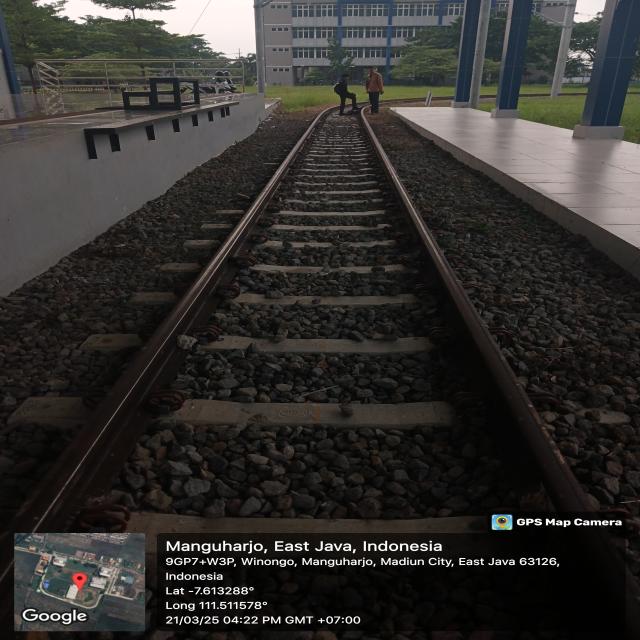 GPS Map Camera
Manguharjo, East Java, Indonesia
9GP7+W3P, Winongo, Manguharjo, Madiun City, East Java 63126,
Indonesia
Lat -7.613288°
Long 111.511578°
21/03/25 04:22 PM GMT +07:00
Google